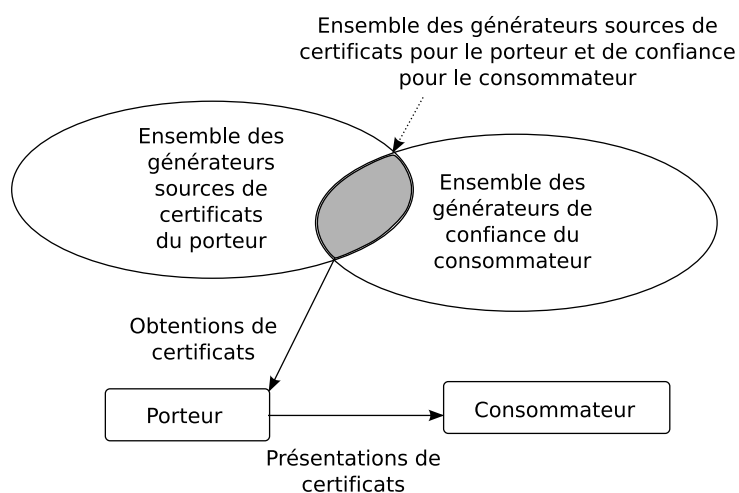 Ensemble des générateurs sources de
certificats pour le porteur et de confiance
pour le consommateur
Ensemble des
générateurs
sources de
certificats
du porteur
Ensemble des
générateurs de
confiance du
consommateur
Obtentions de
certificats
Porteur
Consommateur
Présentations de
certificats